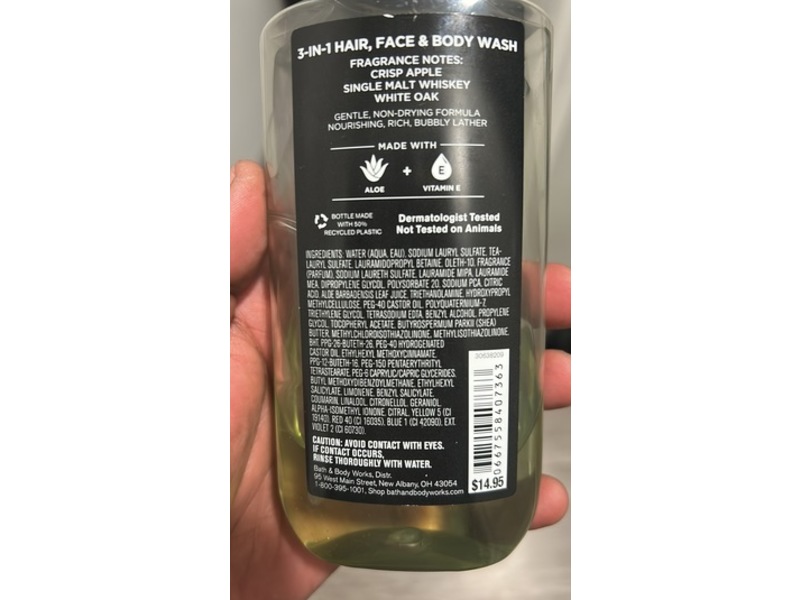 3-IN-1 HAIR, FACE & BODY WASH
FRAGRANCE NOTES:
CRISP APPLE
SINGLE MALT WHISKEY
WHITE OAK
GENTLE, NON-DRYING FORMULA
NOURISHING, RICH, BUBBLY LATHER
MADE WITH
ALOE
+
E
VITAMIN E
BOTTLE MADE
WITH 50%
RECYCLED PLASTIC
Dermatologist Tested
Not Tested on Animals
INGREDIENTS: WATER (AQUA, EAU), SODIUM LAURYL SULFATE, TEA-
LAURYL SULFATE, LAURAMIDOPROPYL BETAINE, OLETH-10, FRAGRANCE
(PARFUM), SODIUM LAURETH SULFATE, LAURAMIDE MIPA, LAURAMIDE
MEA, DIPROPYLENE GLYCOL, POLYSORBATE 20, SODIUM PCA, CITRIC
ACID, ALOE BARBADENSIS LEAF JUICE, TRIETHANOLAMINE, HYDROXYPROPYL
METHYLCELLULOSE, PEG-40 CASTOR OIL, POLYQUATERNIUM-7,
TRIETHYLENE GLYCOL, TETRASODIUM EDTA, BENZYL ALCOHOL, PROPYLENE
GLYCOL, TOCOPHERYL ACETATE, BUTYROSPERMUM PARKII (SHEA)
BUTTER, METHYLCHLOROISOTHIAZOLINONE, METHYLISOTHIAZOLINONE,
BHT, PPG-26-BUTETH-26, PEG-40 HYDROGENATED
CASTOR OIL, ETHYLHEXYL METHOXYCINNAMATE,
PPG-12-BUTETH-16, PEG-150 PENTAERYTHRITYL
TETRASTEARATE, PEG-6 CAPRYLIC/CAPRIC GLYCERIDES,
BUTYL METHOXYDIBENZOYLMETHANE, ETHYLHEXYL
SALICYLATE, LIMONENE, BENZYL SALICYLATE,
COUMARIN, LINALOOL, CITRONELLOL, GERANIOL,
ALPHA-ISOMETHYL IONONE, CITRAL, YELLOW 5 (CI
19140), RED 40 (CI 16035), BLUE 1 (CI 42090), EXT.
VIOLET 2 (CI 60730).
CAUTION: AVOID CONTACT WITH EYES.
IF CONTACT OCCURS,
RINSE THOROUGHLY WITH WATER.
Bath & Body Works, Distr.
95 West Main Street, New Albany, OH 43054
1-800-395-1001, Shop bathandbodyworks.com
0667558407363
$14.95